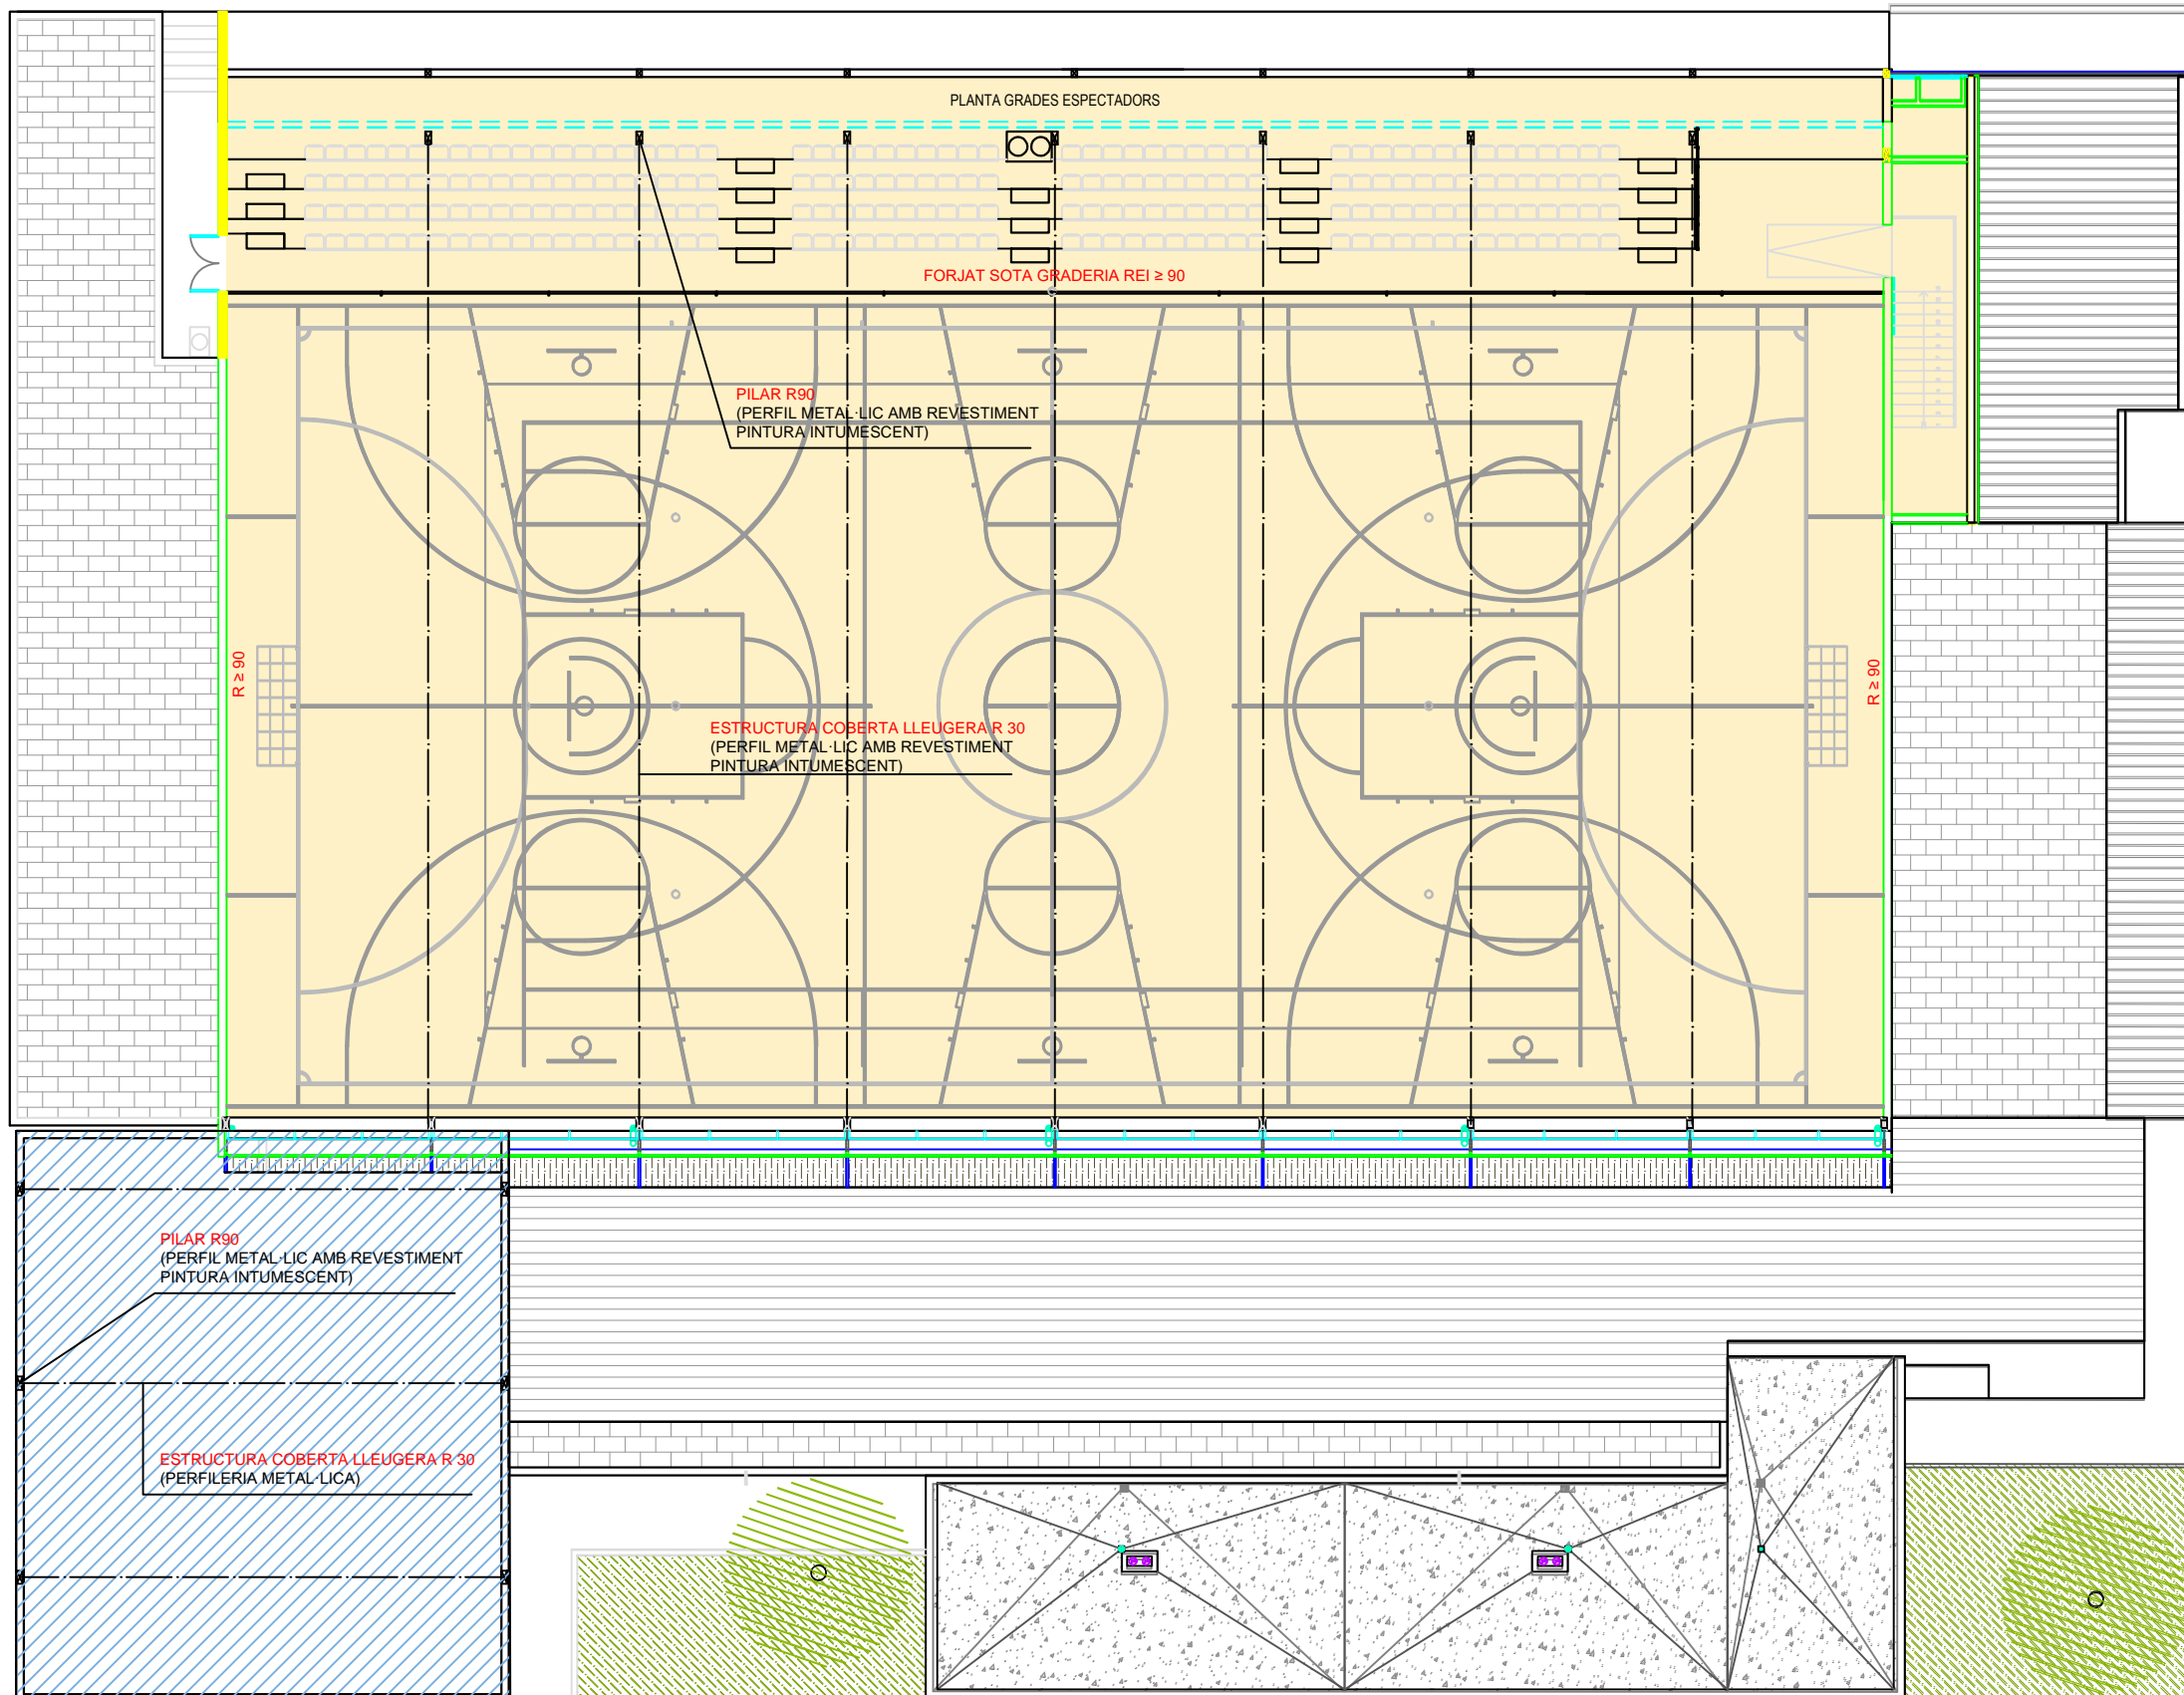 PLANTA GRADES ESPECTADORS
FORJAT SOTA GRADERIA REI ≥ 90
PILAR R90
(PERFIL METAL·LIC AMB REVESTIMENT
PINTURA INTUMESCENT)
R ≥ 90
R ≥ 90
ESTRUCTURA COBERTA LLEUGERA R 30
(PERFIL METAL·LIC AMB REVESTIMENT
PINTURA INTUMESCENT)
PILAR R90
(PERFIL METAL·LIC AMB REVESTIMENT
PINTURA INTUMESCENT)
ESTRUCTURA COBERTA LLEUGERA R 30
(PERFILERIA METAL·LICA)